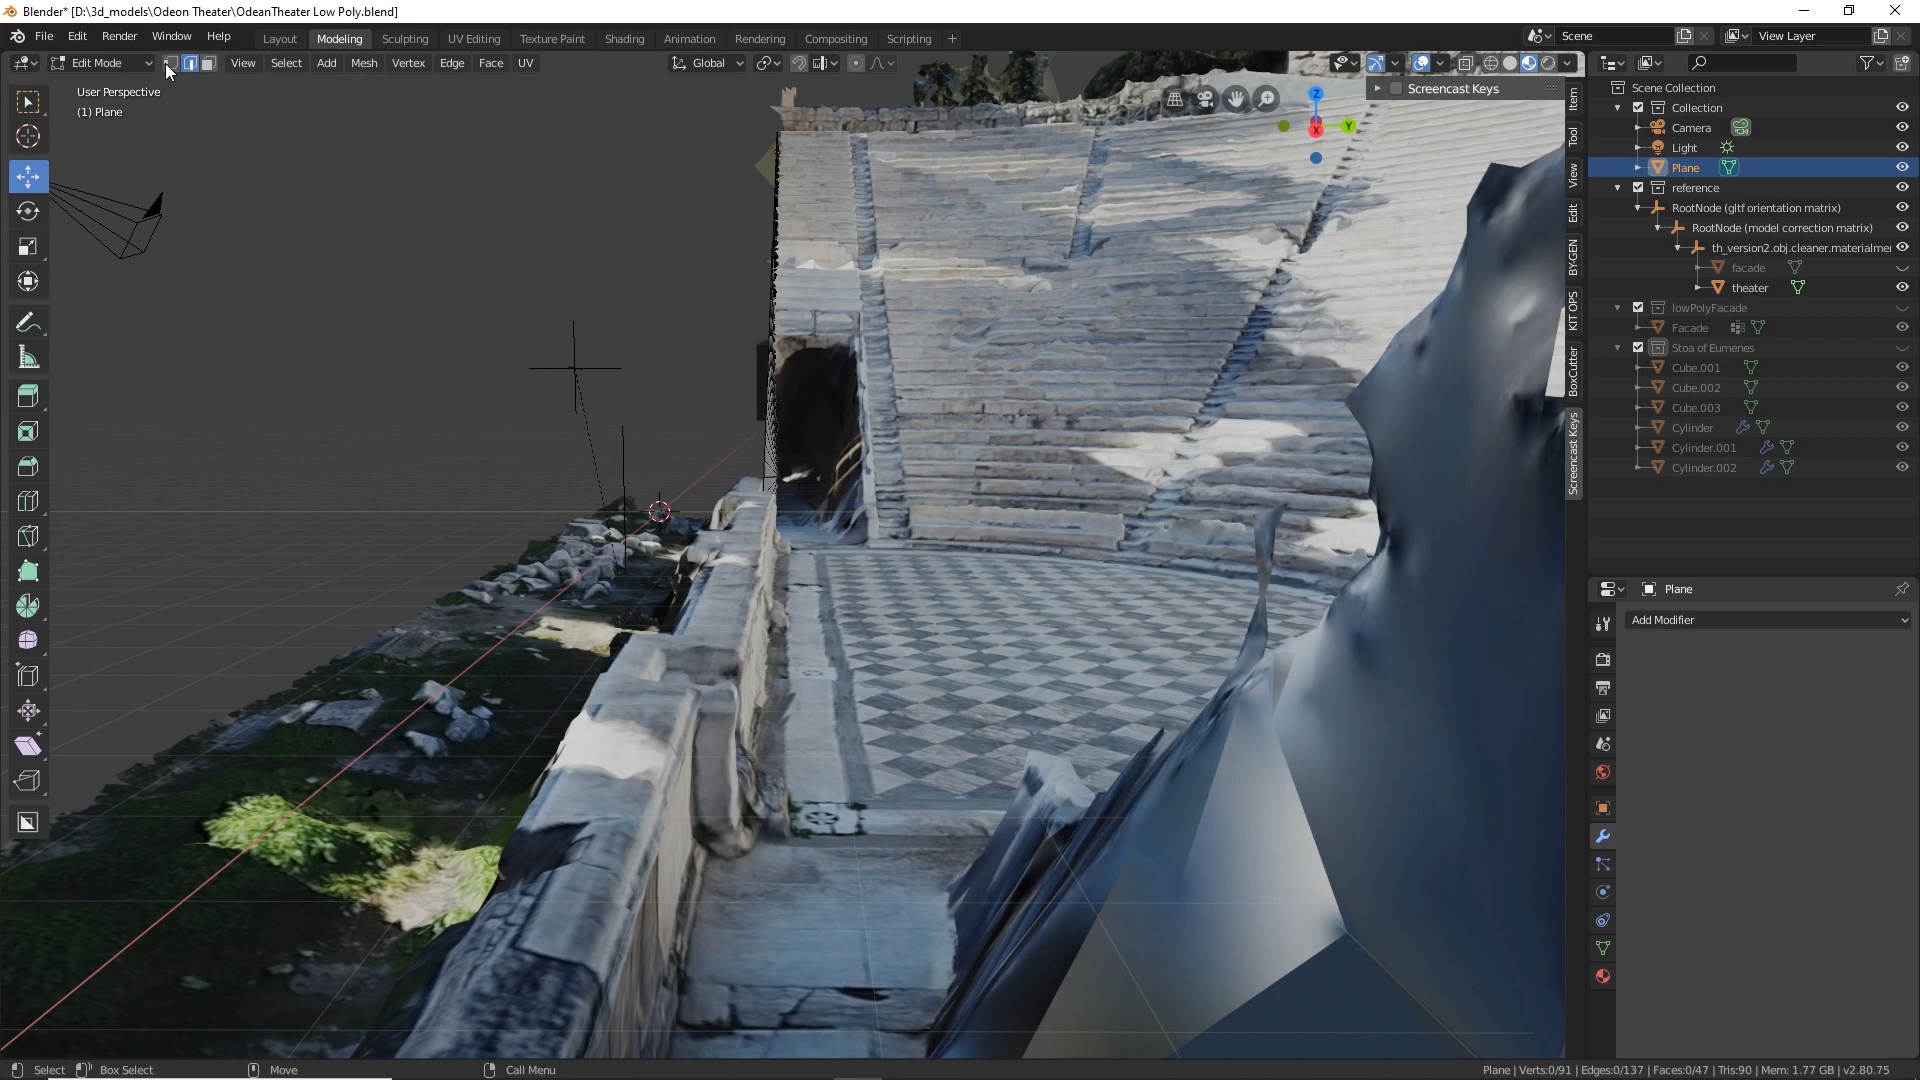 Blender* [D:\3d_models\Odeon Theater\OdeanTheater Low Poly.blend]
File Edit Render Window Help
Layout Modeling Sculpting UV Editing Texture Paint Shading Animation Rendering Compositing Scripting +
Scene
View Layer
Edit Mode
View Select Add Mesh Vertex Edge Face UV
Global
User Perspective
(1) Plane
Screencast Keys
Z
Y
X
Item
Tool
View
Edit
BY-GEN
KIT OPS
BoxCutter
Screencast Keys
Scene Collection
Collection
Camera
Light
Plane
reference
RootNode (gltf orientation matrix)
RootNode (model correction matrix)
th_version2.obj.cleaner.materialmer
facade
theater
lowPolyFacade
Facade
Stoa of Eumenes
Cube.001
Cube.002
Cube.003
Cylinder
Cylinder.001
Cylinder.002
Plane
Add Modifier
Select
Box Select
Move
Call Menu
Plane | Verts:0/91 | Edges:0/137 | Faces:0/47 | Tris:90 | Mem: 1.77 GB | v2.80.75